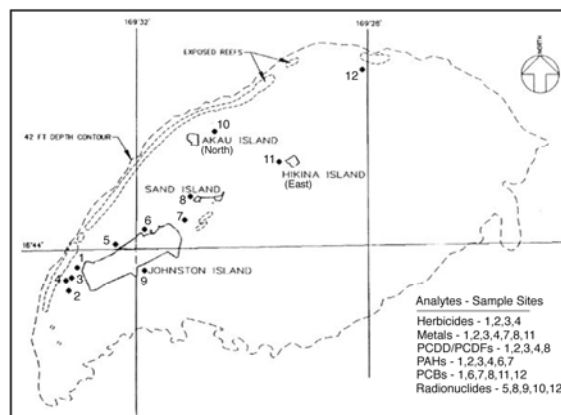 169°32
169°28
EXPOSED REEFS
NORTH
12
42 FT DEPTH CONTOUR
10
AKAU ISLAND
(North)
11
HIKINA ISLAND
(East)
SAND ISLAND
8
7
6
5
16°44
1
JOHNSTON ISLAND
4
3
9
2
Analytes - Sample Sites
Herbicides - 1,2,3,4
Metals - 1,2,3,4,7,8,11
PCDD/PCDFs - 1,2,3,4,8
PAHs - 1,2,3,4,6,7
PCBs - 1,6,7,8,11,12
Radionuclides - 5,8,9,10,12